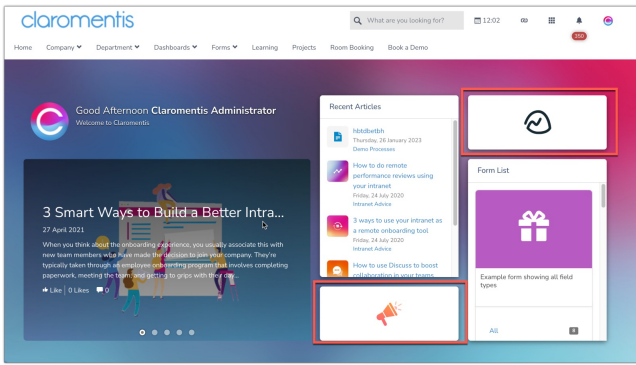 claromentis
What are you looking for?
12:02
350
Home Company Department Dashboards Forms Learning Projects Room Booking Book a Demo
Good Afternoon Claromentis Administrator
Welcome to Claromentis
3 Smart Ways to Build a Better Intra...
27 April 2021
When you think about the onboarding experience, you usually associate this with
new team members who have made the decision to join your company. They're
typically taken through an employee onboarding program that involves completing
paperwork, meeting the team, and getting to grips with their day...
Like 0 Likes 0
Recent Articles
hbtdbetbh
Thursday, 26 January 2023
Demo Processes
How to do remote
performance reviews using
your intranet
Friday, 24 July 2020
Intranet Advice
3 ways to use your intranet as
a remote onboarding tool
Friday, 24 July 2020
Intranet Advice
How to use Discuss to boost
collaboration in your teams
Form List
Example form showing all field
types
All